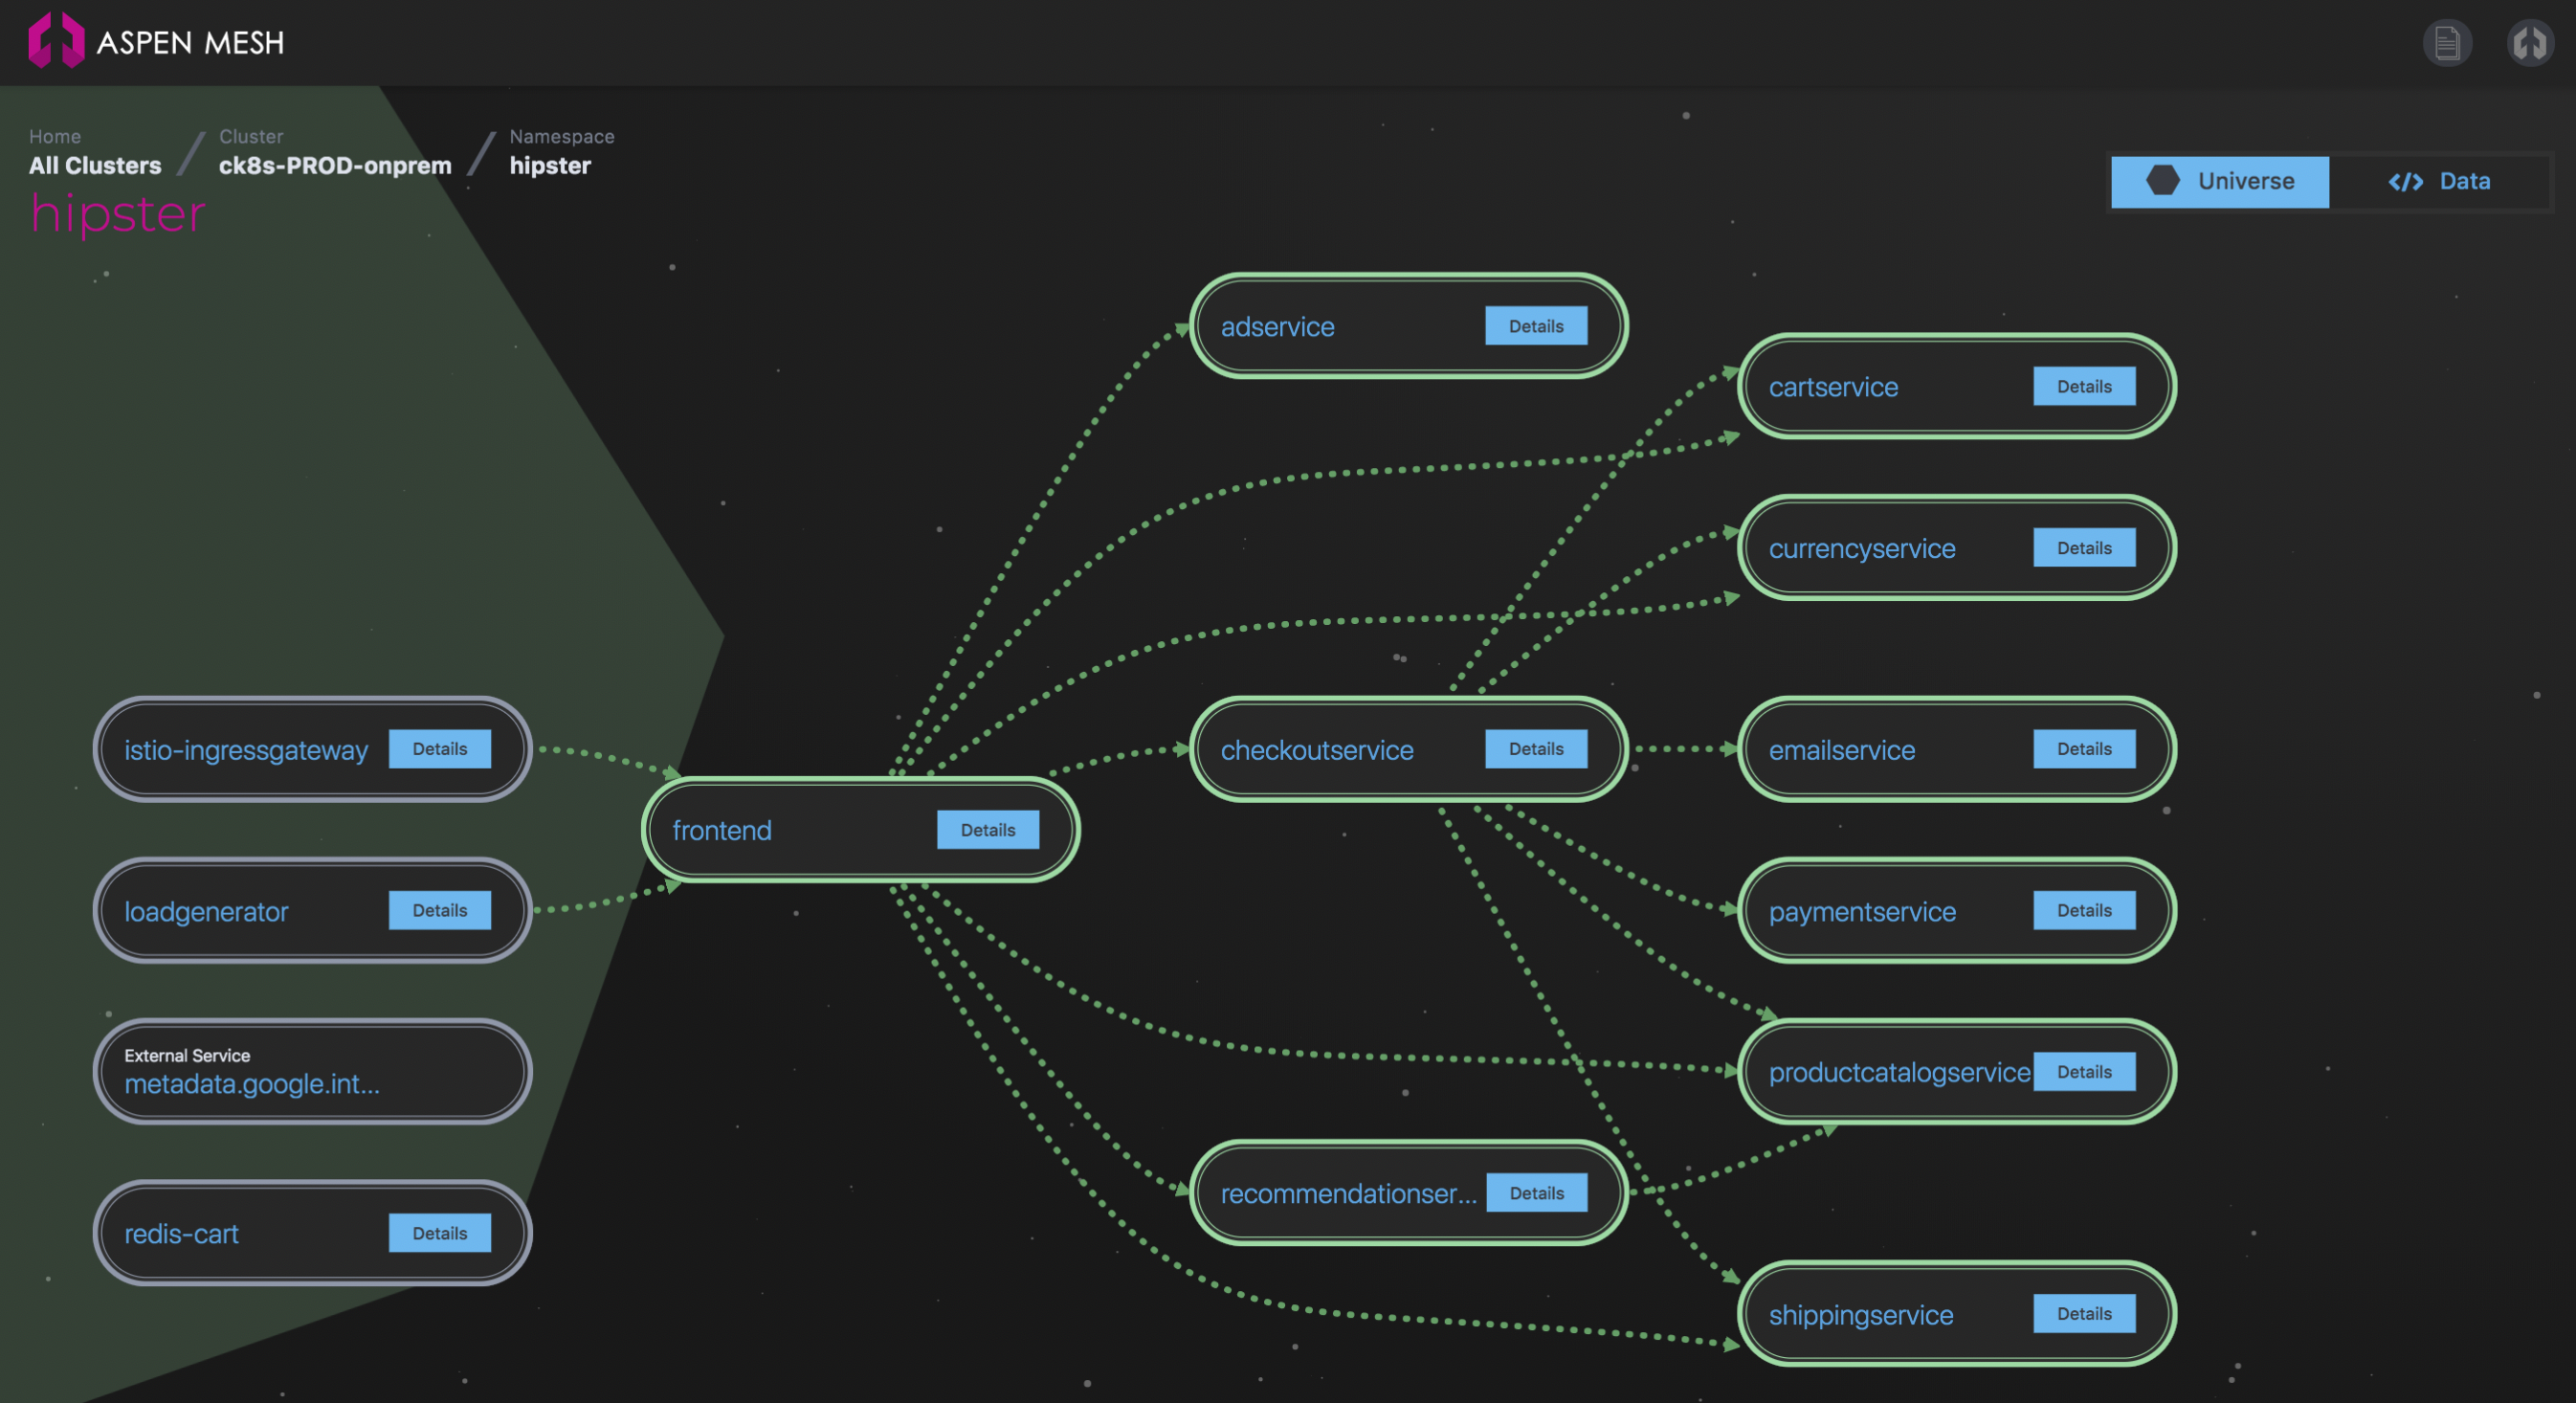 ASPEN MESH
Home
All Clusters
Cluster
ck8s-PROD-onprem
Namespace
hipster
hipster
Universe
</> Data
adservice Details
cartservice Details
currencyservice Details
istio-ingressgateway Details
checkoutservice Details
emailservice Details
frontend Details
loadgenerator Details
paymentservice Details
External Service
metadata.google.int...
productcatalogservice Details
recommendationser... Details
redis-cart Details
shippingservice Details